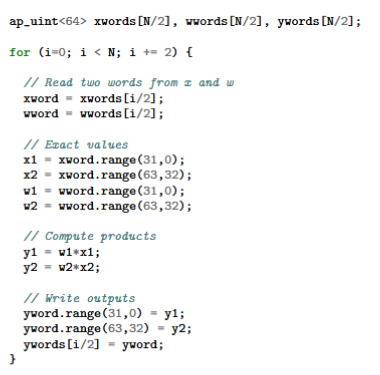 ap_uint<64> xwords[N/2], wwords[N/2], ywords[N/2];
for (i=0; i < N; i += 2) {
// Read two words from x and w
xword = xwords[i/2];
wword = wwords[i/2];
// Exact values
x1 = xword.range(31,0);
x2 = xword.range(63,32);
w1 = wword.range(31,0);
w2 = wword.range(63,32);
// Compute products
y1 = w1*x1;
y2 = w2*x2;
// Write outputs
yword.range(31,0) = y1;
yword.range(63,32) = y2;
ywords[i/2] = yword;
}